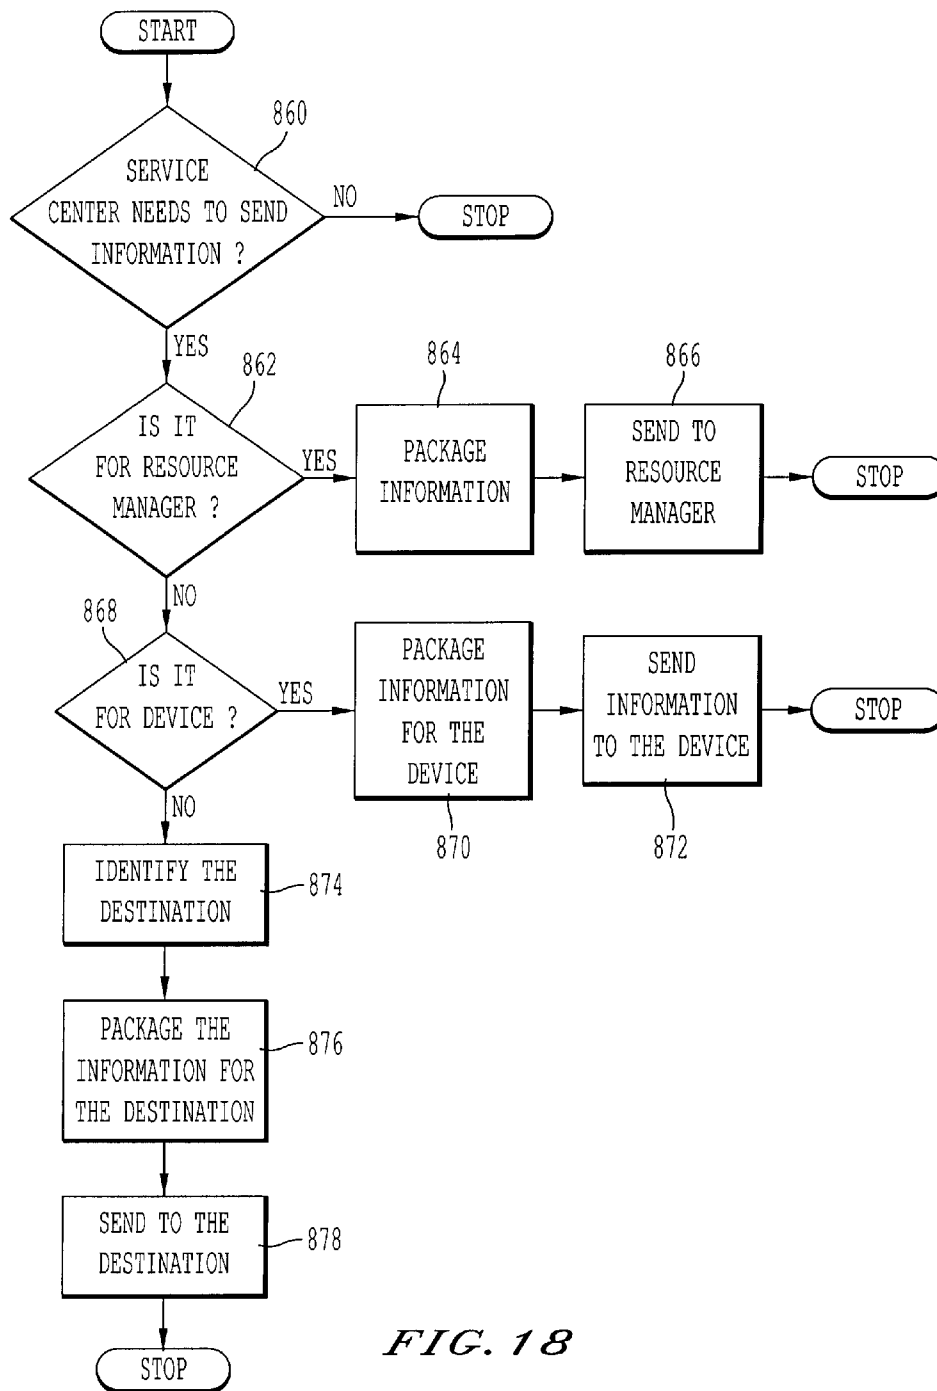 START
860
SERVICE
CENTER NEEDS TO SEND
INFORMATION ?
NO
STOP
YES
862
IS IT
FOR RESOURCE
MANAGER ?
YES
864
PACKAGE
INFORMATION
866
SEND TO
RESOURCE
MANAGER
STOP
NO
868
IS IT
FOR DEVICE ?
YES
PACKAGE
INFORMATION
FOR THE
DEVICE
870
SEND
INFORMATION
TO THE DEVICE
872
STOP
NO
IDENTIFY THE
DESTINATION
874
PACKAGE THE
INFORMATION FOR
THE DESTINATION
876
SEND TO THE
DESTINATION
878
STOP
FIG. 18